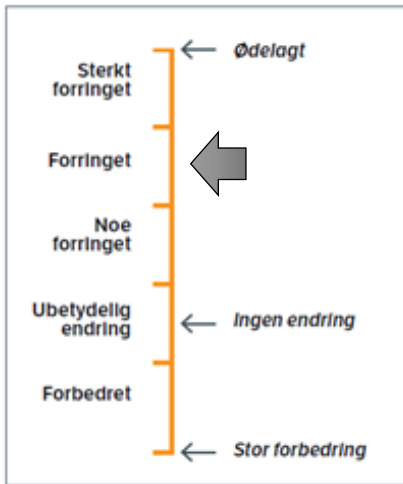 Ødelagt
Sterkt
forringet
Forringet
Noe
forringet
Ubetydelig
endring
Ingen endring
Forbedret
Stor forbedring